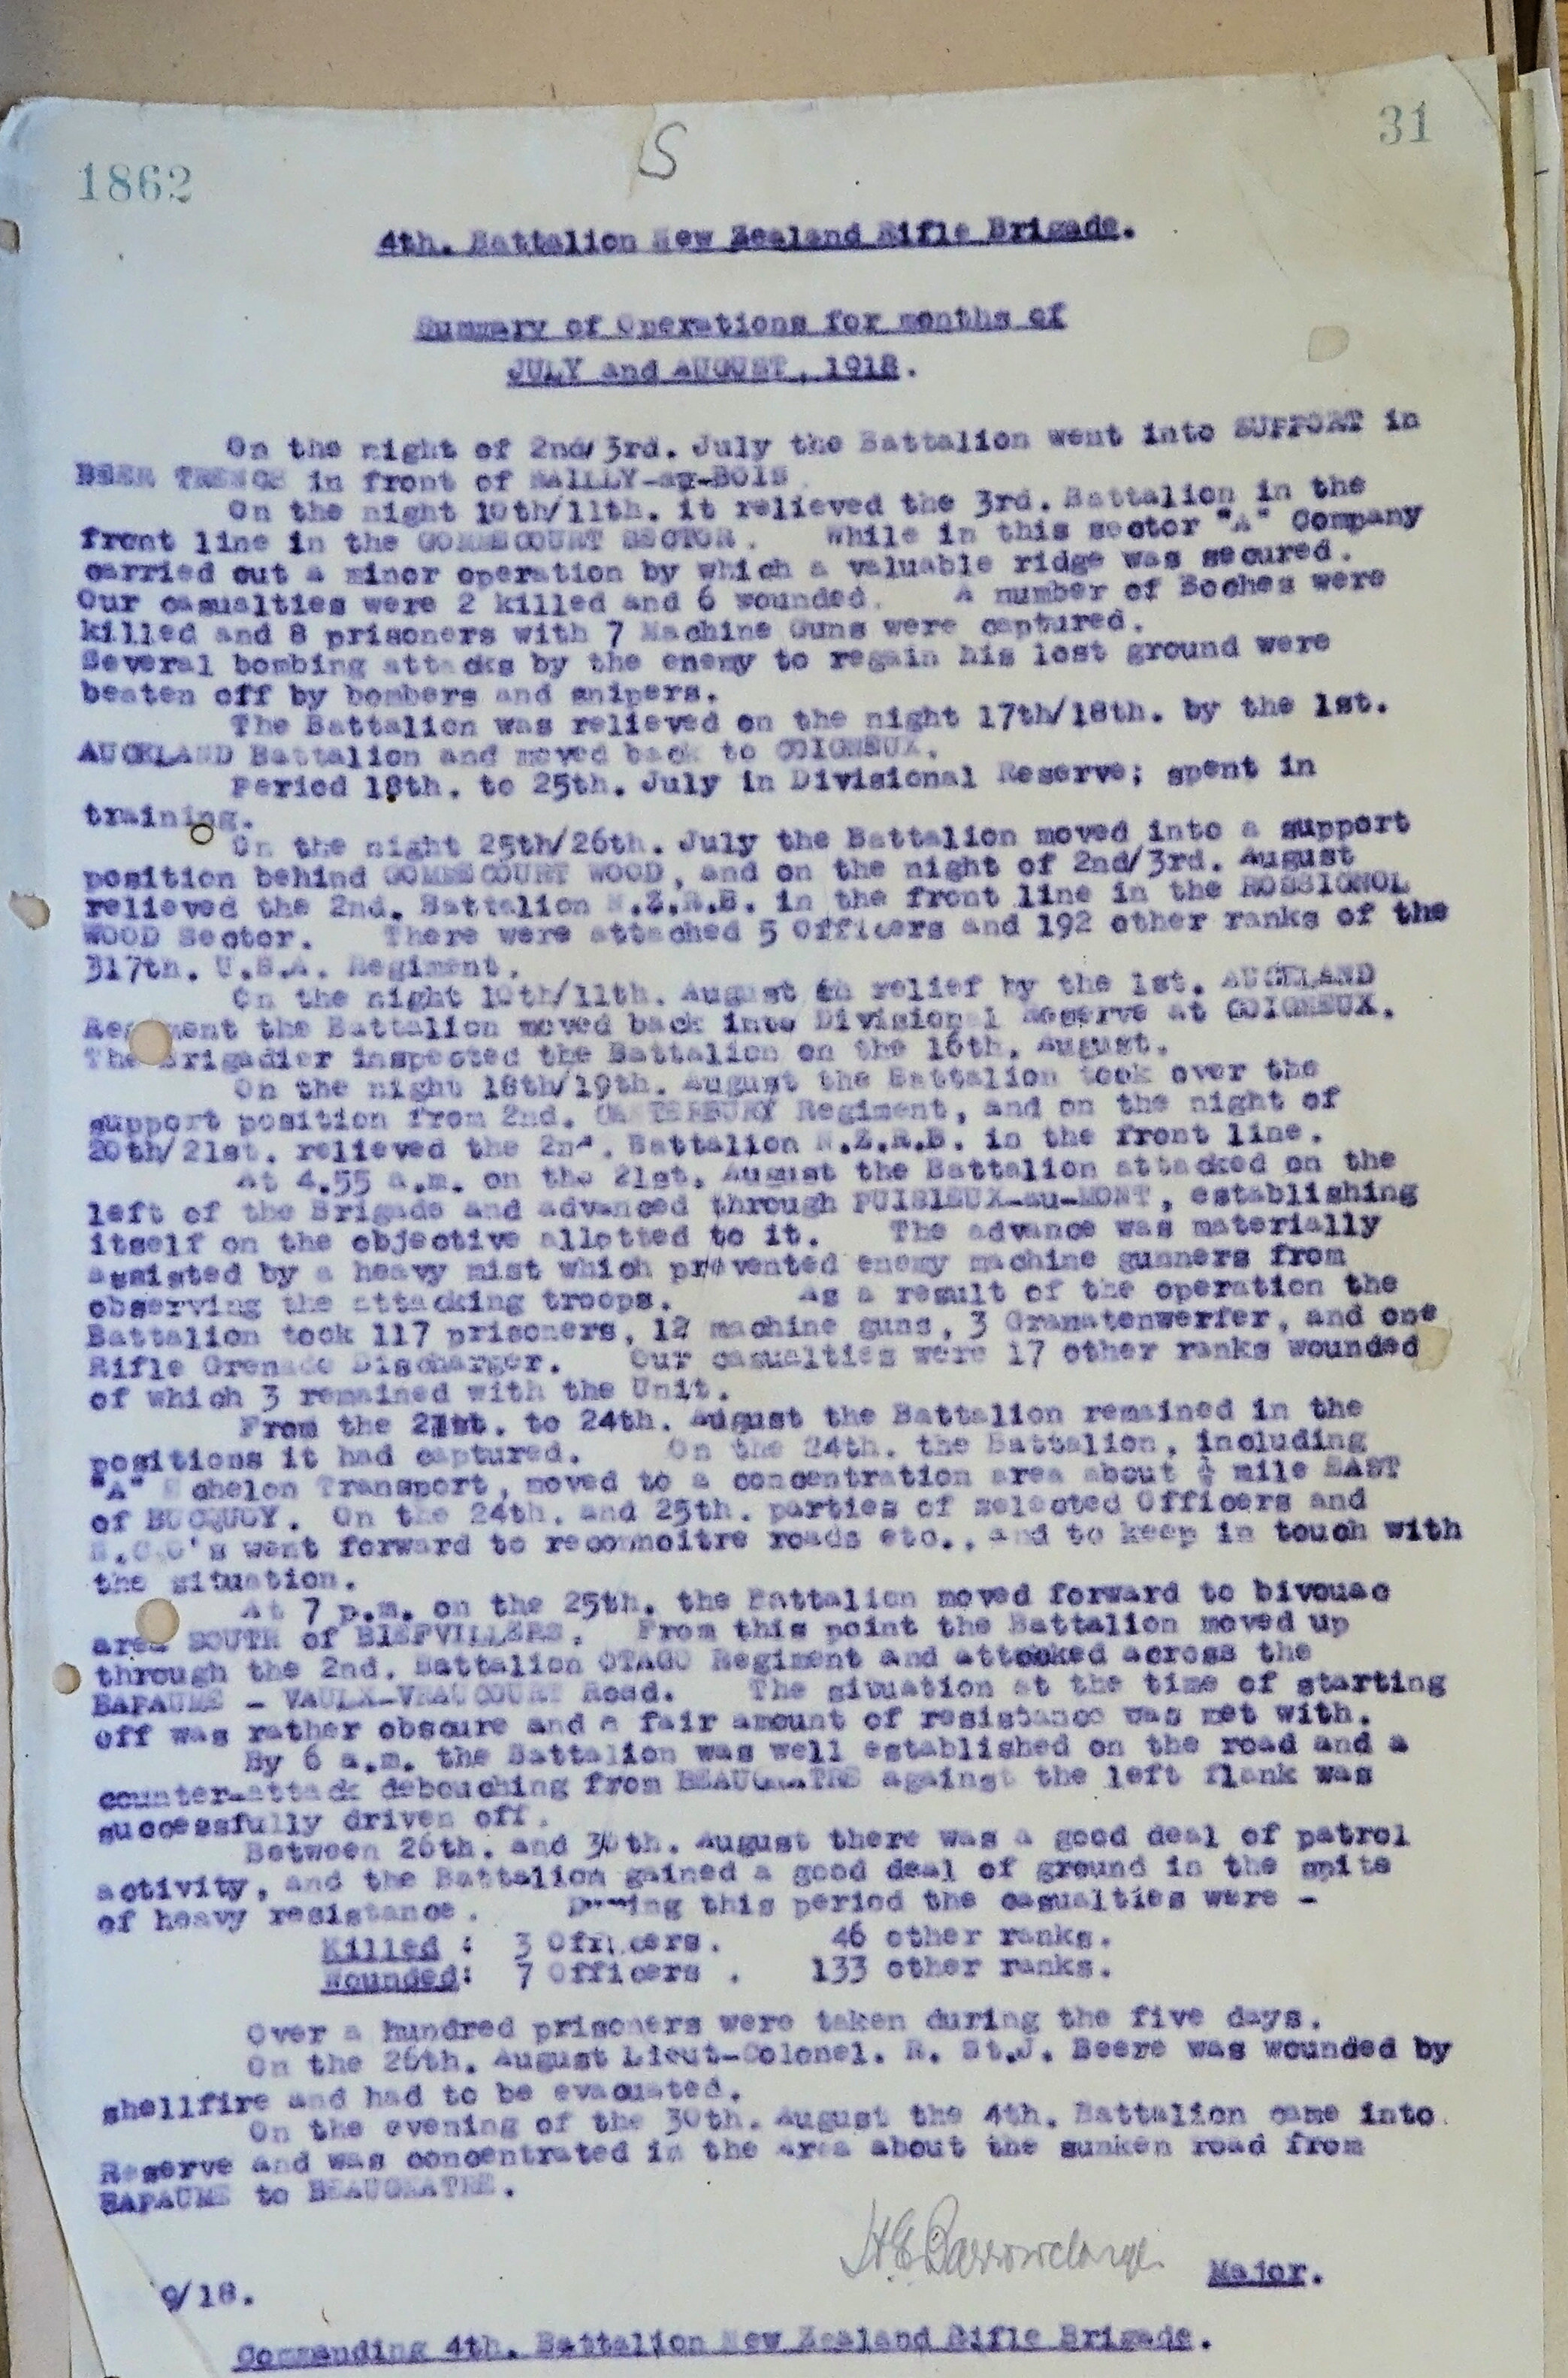 31
S
1862
4th. Battalion New Zealand Rifle Brigade.
Summary of Operations for months of
JULY and AUGUST, 1918.
On the night of 2nd/3rd. July the Battalion went into SUPPORT in
BEER TRENCH in front of SAILLY-au-BOIS.
On the night 10th/11th. it relieved the 3rd. Battalion in the
front line in the GOMMECOURT SECTOR. While in this sector "A" Company
carried out a minor operation by which a valuable ridge was secured.
Our casualties were 2 killed and 6 wounded. A number of Boches were
killed and 8 prisoners with 7 Machine Guns were captured.
Several bombing attacks by the enemy to regain his lost ground were
beaten off by bombers and snipers.
The Battalion was relieved on the night 17th/18th. by the 1st.
AUCKLAND Battalion and moved back to COIGNEUX.
Period 18th. to 25th. July in Divisional Reserve; spent in
training.
On the night 25th/26th. July the Battalion moved into a support
position behind GOMMECOURT WOOD, and on the night of 2nd/3rd. August
relieved the 2nd. Battalion N.Z.R.B. in the front line in the ROSSIGNOL
WOOD Sector. There were attached 5 Officers and 192 other ranks of the
317th. U.S.A. Regiment.
On the night 10th/11th. August on relief by the 1st. AUCKLAND
Regiment the Battalion moved back into Divisional Reserve at COIGNEUX.
The Brigadier inspected the Battalion on the 16th. August.
On the night 18th/19th. August the Battalion took over the
support position from 2nd. CANTERBURY Regiment, and on the night of
20th/21st. relieved the 2nd. Battalion N.Z.R.B. in the front line.
At 4.55 a.m. on the 21st. August the Battalion attacked on the
left of the Brigade and advanced through PUISIEUX-au-MONT, establishing
itself on the objective allotted to it. The advance was materially
assisted by a heavy mist which prevented enemy machine gunners from
observing the attacking troops. As a result of the operation the
Battalion took 117 prisoners, 12 machine guns, 3 Granatenwerfer, and one
Rifle Grenade Discharger. Our casualties were 17 other ranks wounded
of which 3 remained with the Unit.
From the 21st. to 24th. August the Battalion remained in the
positions it had captured. On the 24th. the Battalion, including
"A" Echelon Transport, moved to a concentration area about mile EAST
of BUCQUOY. On the 24th. and 25th. parties of selected Officers and
N.C.O's went forward to reconnoitre roads etc., and to keep in touch with
the situation.
At 7 p.m. on the 25th. the Battalion moved forward to bivouac
area SOUTH of BIEFVILLERS. From this point the Battalion moved up
through the 2nd. Battalion OTAGO Regiment and attacked across the
BAPAUME - VAULX-VRAUCOURT Road. The situation at the time of starting
off was rather obscure and a fair amount of resistance was met with.
By 6 a.m. the Battalion was well established on the road and a
counter-attack debouching from BEAUGNATRE against the left flank was
successfully driven off.
Between 26th. and 30th. August there was a good deal of patrol
activity, and the Battalion gained a good deal of ground in the spite
of heavy resistance. During this period the casualties were -
Killed : 3 Officers. 46 other ranks.
Wounded: 7 Officers . 133 other ranks.
Over a hundred prisoners were taken during the five days.
On the 26th. August Lieut-Colonel. R. St.J. Beere was wounded by
shellfire and had to be evacuated.
On the evening of the 30th. August the 4th. Battalion came into
Reserve and was concentrated in the area about the sunken road from
BAPAUME to BEAUGNATRE.
H.E. Barrowclough
Major.
9/18.
Commanding 4th. Battalion New Zealand Rifle Brigade.